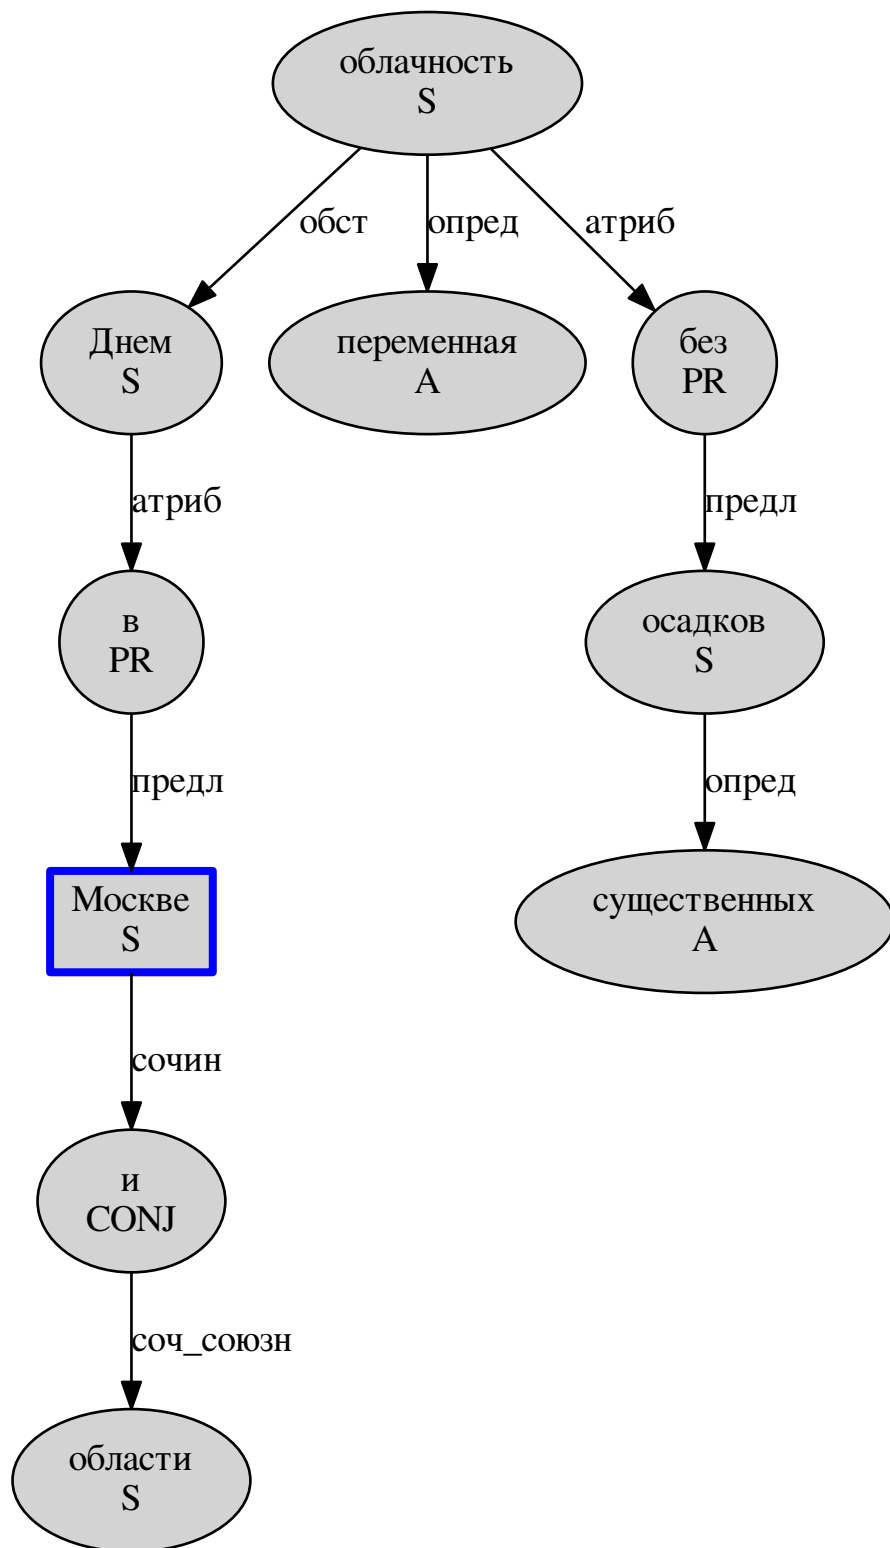 облачность
S
обст
опред
атриб
Днем
S
переменная
A
без
PR
атриб
предл
в
PR
осадков
S
предл
опред
Москве
S
существенных
A
сочин
и
CONJ
соч_союзн
области
S